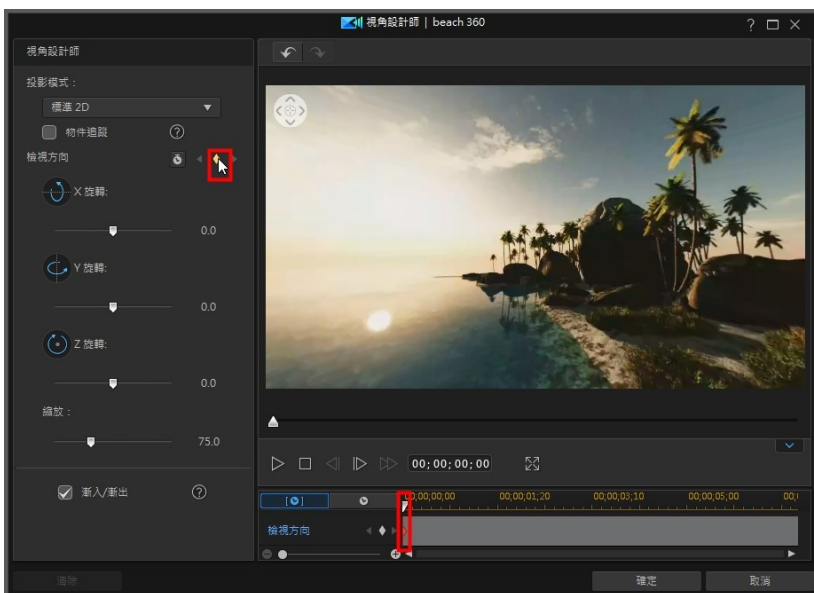 視角設計師 | beach 360
視角設計師
投影模式：
標準 2D
物件追蹤
檢視方向
X 旋轉:
0.0
Y 旋轉:
0.0
Z 旋轉:
0.0
縮放：
75.0
漸入/漸出
00;00;00;00
00;00;00;00 00;00;01;20 00;00;03;10 00;00;05;00 00;
檢視方向
清除 確定 取消